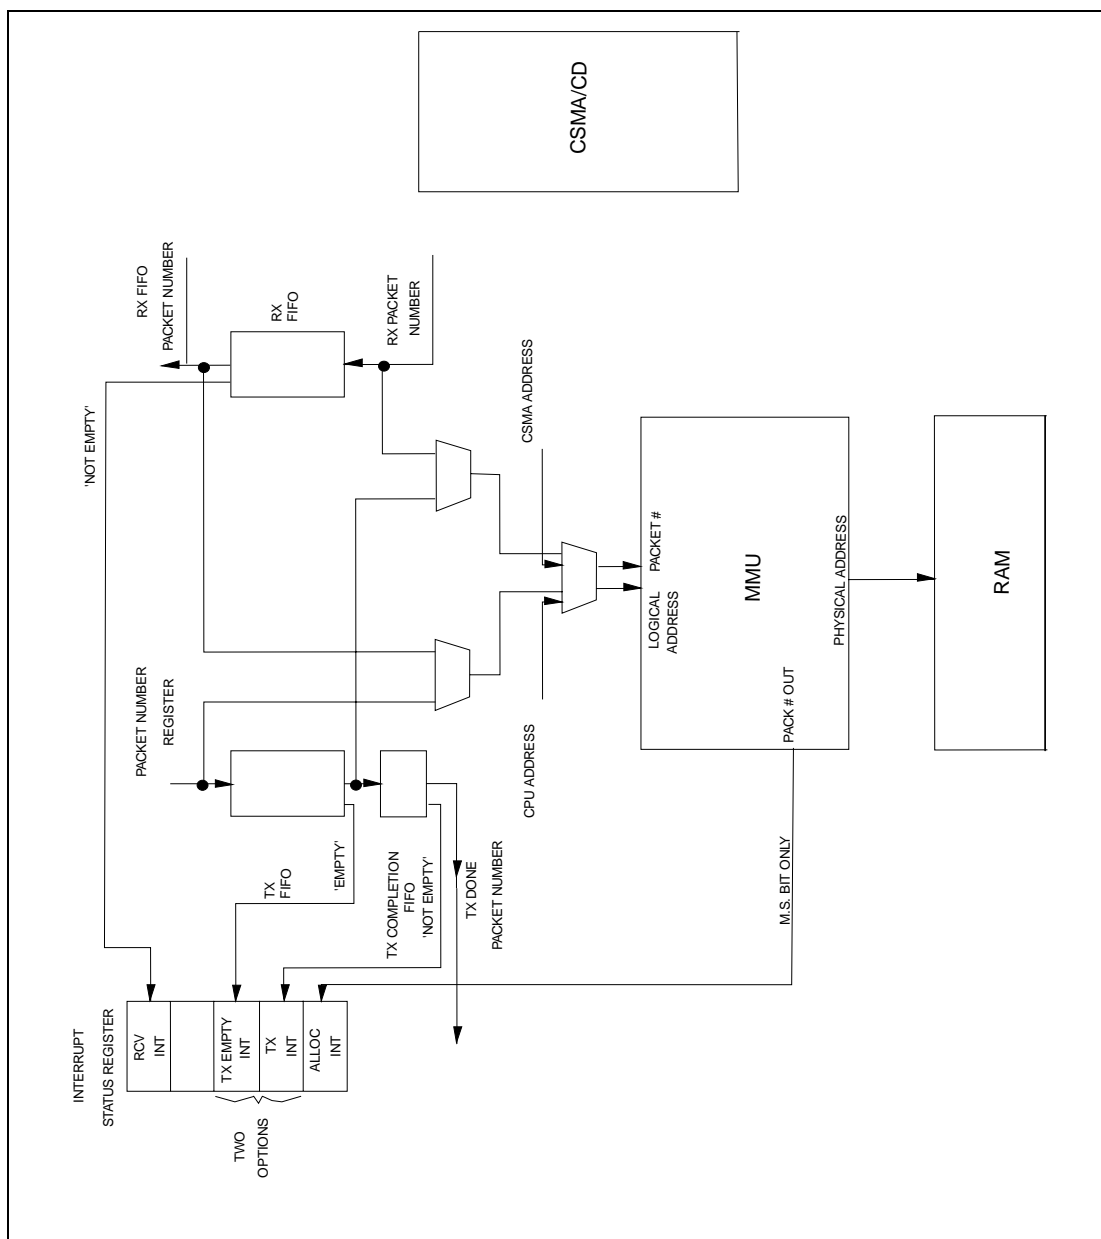 INTERRUPT
STATUS REGISTER
RCV
INT
TX EMPTY
INT
TX
INT
ALLOC
INT
TWO
OPTIONS
'NOT EMPTY'
PACKET NUMBER
REGISTER
TX
FIFO
'EMPTY'
TX COMPLETION
FIFO
'NOT EMPTY'
TX DONE
PACKET NUMBER
RX FIFO
PACKET NUMBER
RX
FIFO
RX PACKET
NUMBER
CPU ADDRESS
CSMA ADDRESS
LOGICAL
ADDRESS
PACKET #
MMU
PACK # OUT
PHYSICAL ADDRESS
M.S. BIT ONLY
RAM
CSMA/CD